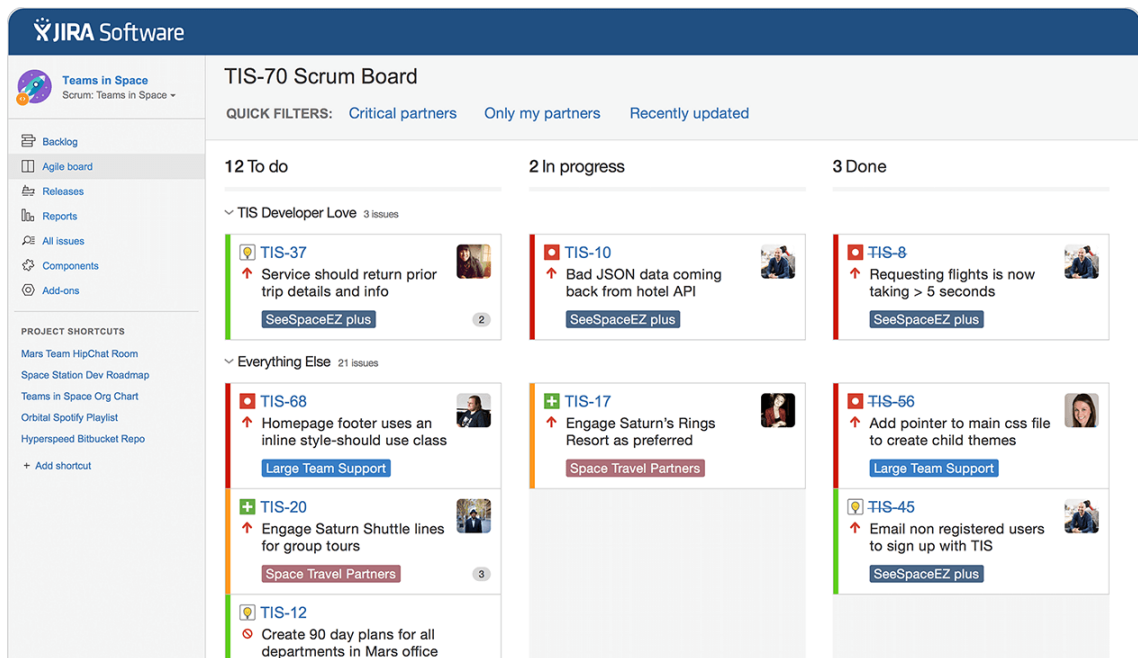 JIRA Software
Teams in Space
Scrum: Teams in Space
Backlog
Agile board
Releases
Reports
All issues
Components
Add-ons
PROJECT SHORTCUTS
Mars Team HipChat Room
Space Station Dev Roadmap
Teams in Space Org Chart
Orbital Spotify Playlist
Hyperspeed Bitbucket Repo
+ Add shortcut
TIS-70 Scrum Board
QUICK FILTERS: Critical partners Only my partners Recently updated
12 To do
2 In progress
3 Done
TIS Developer Love 3 issues
TIS-37
Service should return prior
trip details and info
SeeSpaceEZ plus
2
TIS-10
Bad JSON data coming
back from hotel API
SeeSpaceEZ plus
TIS-8
Requesting flights is now
taking > 5 seconds
SeeSpaceEZ plus
Everything Else 21 issues
TIS-68
Homepage footer uses an
inline style-should use class
Large Team Support
TIS-17
Engage Saturn's Rings
Resort as preferred
Space Travel Partners
TIS-56
Add pointer to main css file
to create child themes
Large Team Support
TIS-20
Engage Saturn Shuttle lines
for group tours
Space Travel Partners
3
TIS-45
Email non registered users
to sign up with TIS
SeeSpaceEZ plus
TIS-12
Create 90 day plans for all
departments in Mars office